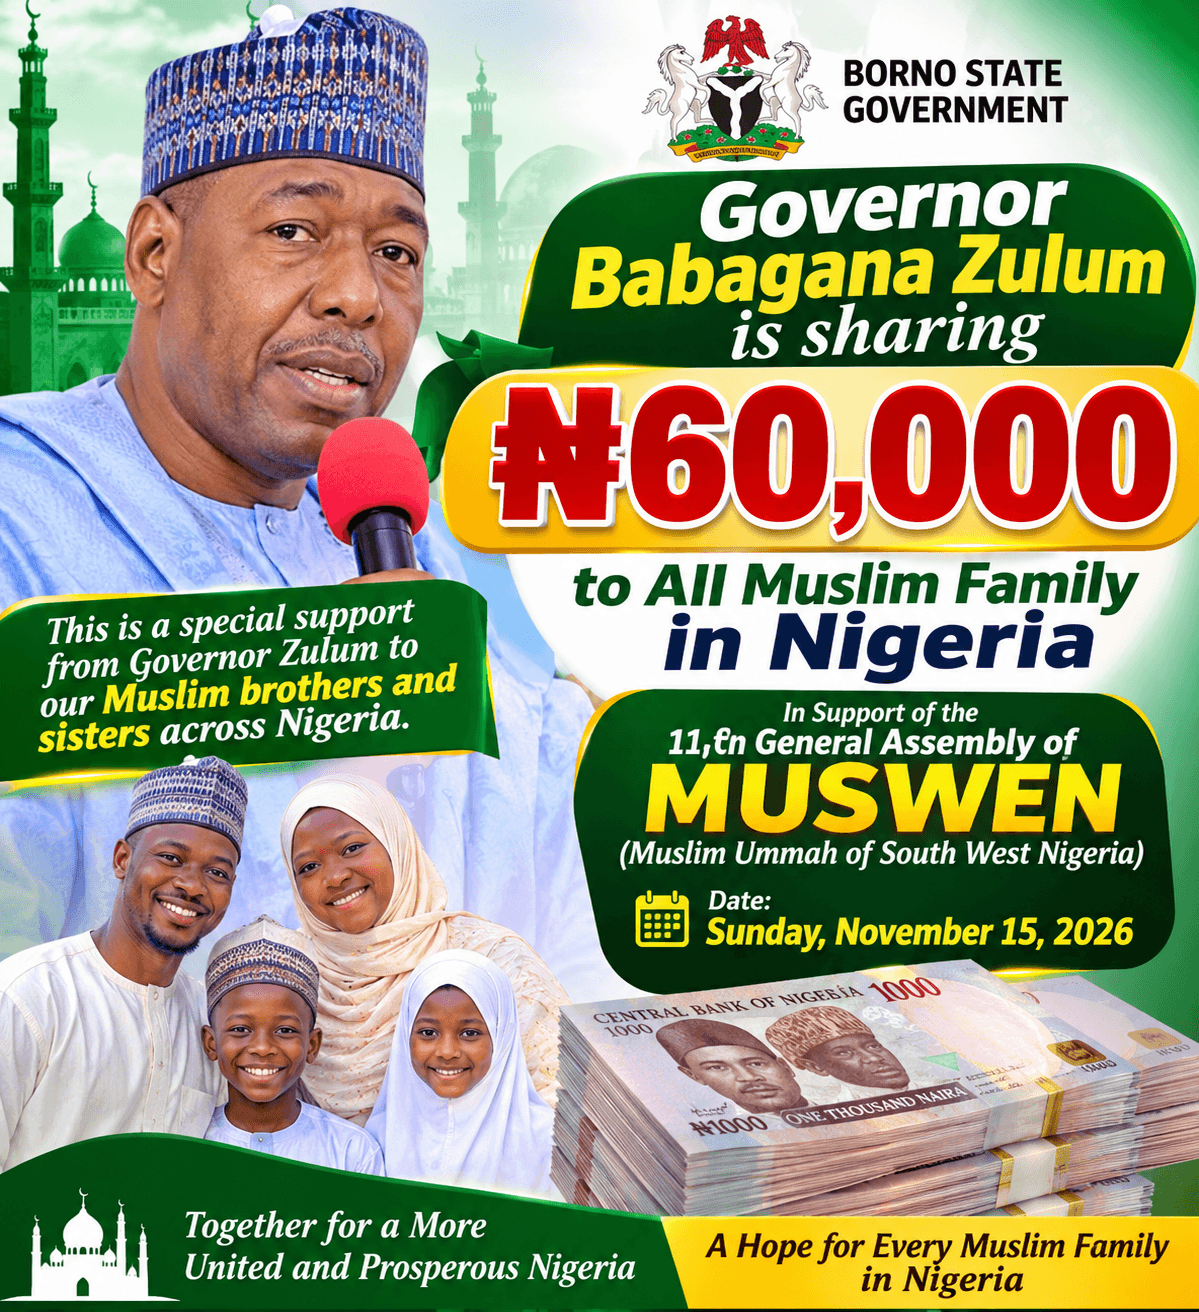 BORNO STATE
GOVERNMENT
Governor
Babagana Zulum
is sharing
₦60,000
to All Muslim Family
in Nigeria
This is a special support
from Governor Zulum to
our Muslim brothers and
sisters across Nigeria.
In Support of the
11,tn General Assembly of
MUSWEN
(Muslim Ummah of South West Nigeria)
Date:
Sunday, November 15, 2026
CENTRAL BANK OF NIGERIA 1000
1000
₦1000 ONE THOUSAND NAIRA
Together for a More
United and Prosperous Nigeria
A Hope for Every Muslim Family
in Nigeria